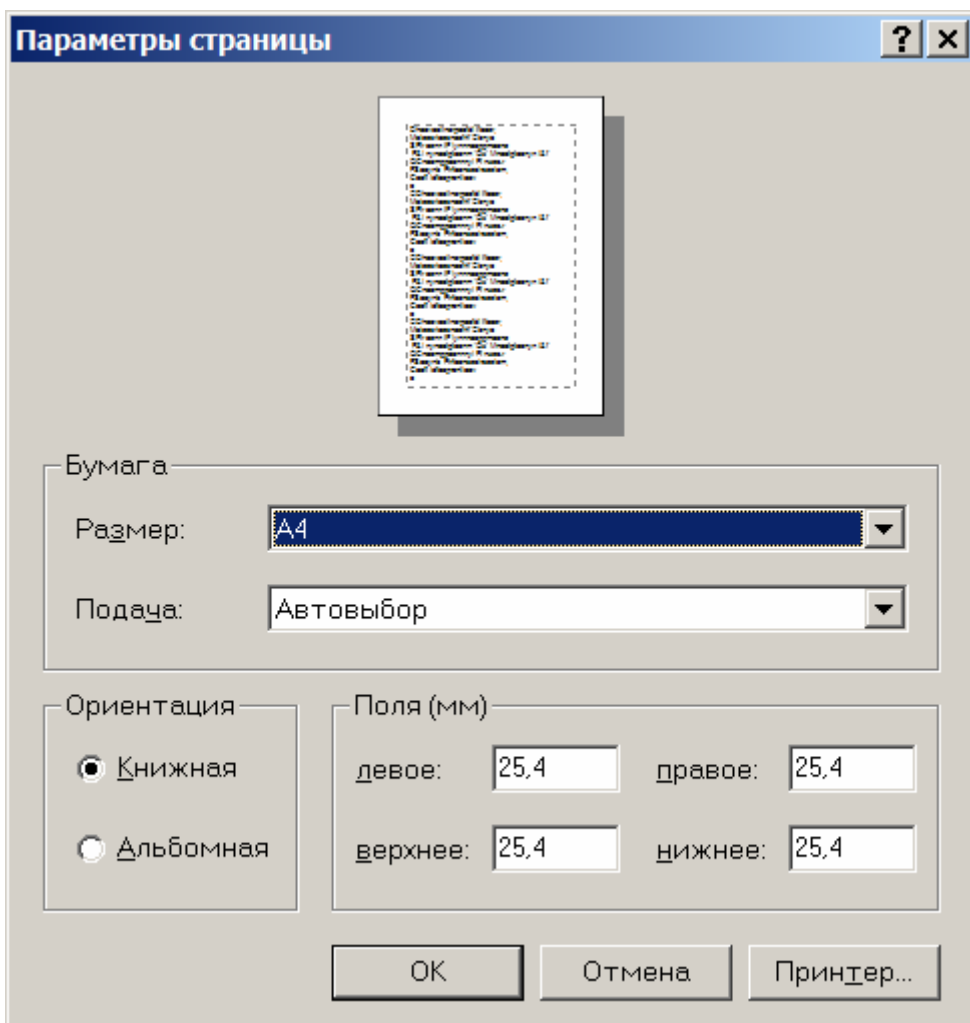 Параметры страницы
Бумага
Размер: A4
Подача: Автовыбор
Ориентация
Книжная
Альбомная
Поля (мм)
левое: 25,4 правое: 25,4
верхнее: 25,4 нижнее: 25,4
OK Отмена Принтер...